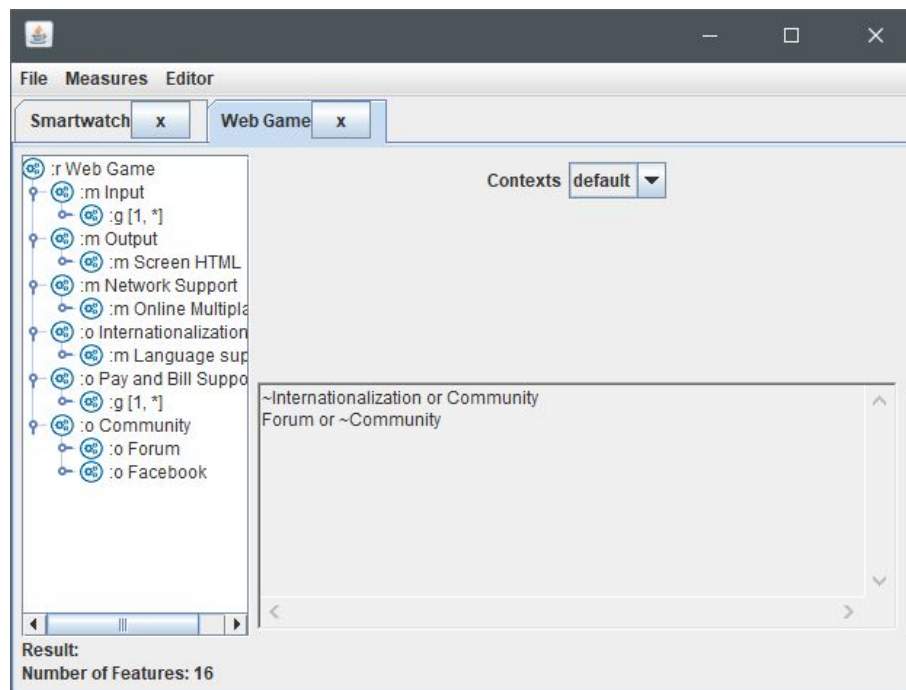 File Measures Editor
Smartwatch x Web Game x
:r Web Game
:m Input
:g [1, *]
:m Output
:m Screen HTML
:m Network Support
:m Online Multipla
:o Internationalization
:m Language sup
:o Pay and Bill Suppo
:g [1, *]
:o Community
:o Forum
:o Facebook
Contexts default
~Internationalization or Community
Forum or ~Community
Result:
Number of Features: 16